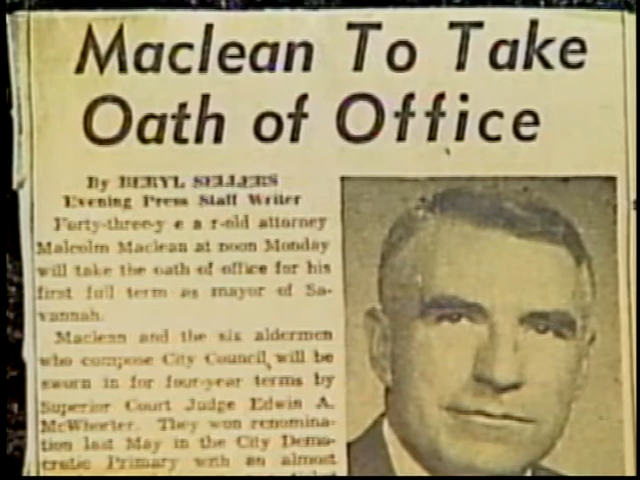 Maclean To Take
Oath of Office
By BERYL SELLERS
Evening Press Staff Writer
Forty-three-y e a r-old attorney
Malcolm Maclean at noon Monday
will take the oath of office for his
first full term as mayor of Sa-
vannah.
Maclean and the six aldermen
who compose City Council, will be
sworn in for four-year terms by
Superior Court Judge Edwin A.
McWhorter. They won renomina-
tion last May in the City Demo-
cratic Primary with an almost